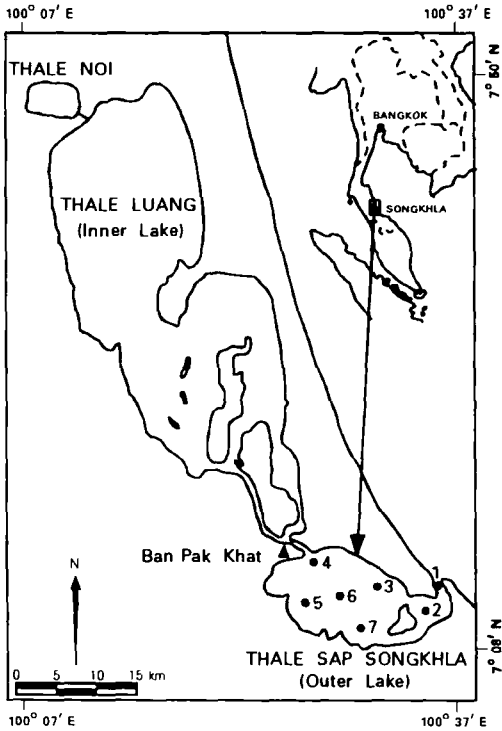 100° 07' E
100° 37' E
THALE NOI
7° 50' N
BANGKOK
THALE LUANG
(Inner Lake)
SONGKHLA
Ban Pak Khat
4
1
3
6
5
2
7
N
THALE SAP SONGKHLA
(Outer Lake)
7° 08' N
0 5 10 15 km
100° 07' E
100° 37' E